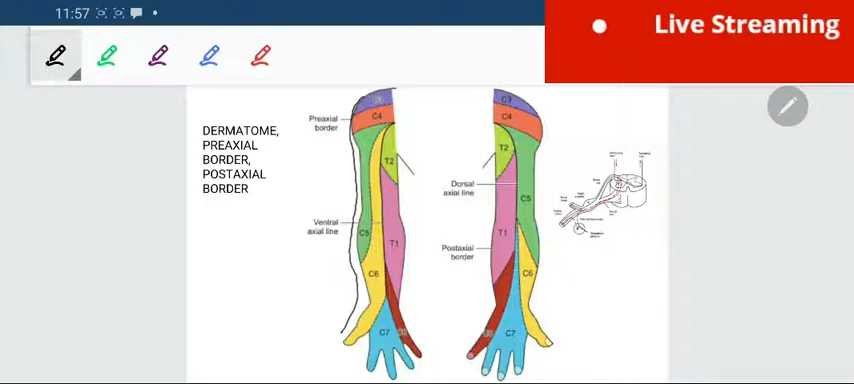 11:57
Live Streaming
DERMATOME,
PREAXIAL
BORDER,
POSTAXIAL
BORDER
Preaxial
border
C4
T2
Ventral
axial line
C5
T1
C6
C7
C3
C4
T2
Dorsal
axial line
C5
T1
Postaxial
border
C6
C7